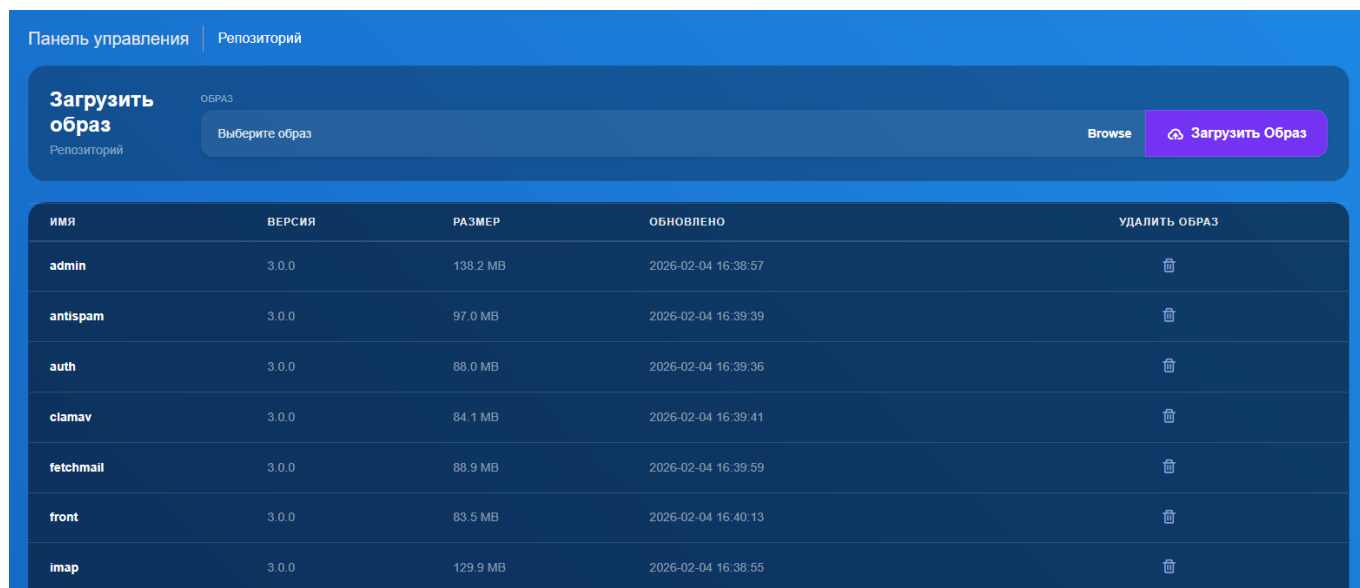 Панель управления Репозиторий
Загрузить образ
Репозиторий
ОБРАЗ
Выберите образ Browse Загрузить Образ
ИМЯ ВЕРСИЯ РАЗМЕР ОБНОВЛЕНО УДАЛИТЬ ОБРАЗ
admin 3.0.0 138.2 MB 2026-02-04 16:38:57
antispam 3.0.0 97.0 MB 2026-02-04 16:39:39
auth 3.0.0 88.0 MB 2026-02-04 16:39:36
clamav 3.0.0 84.1 MB 2026-02-04 16:39:41
fetchmail 3.0.0 88.9 MB 2026-02-04 16:39:59
front 3.0.0 83.5 MB 2026-02-04 16:40:13
imap 3.0.0 129.9 MB 2026-02-04 16:38:55